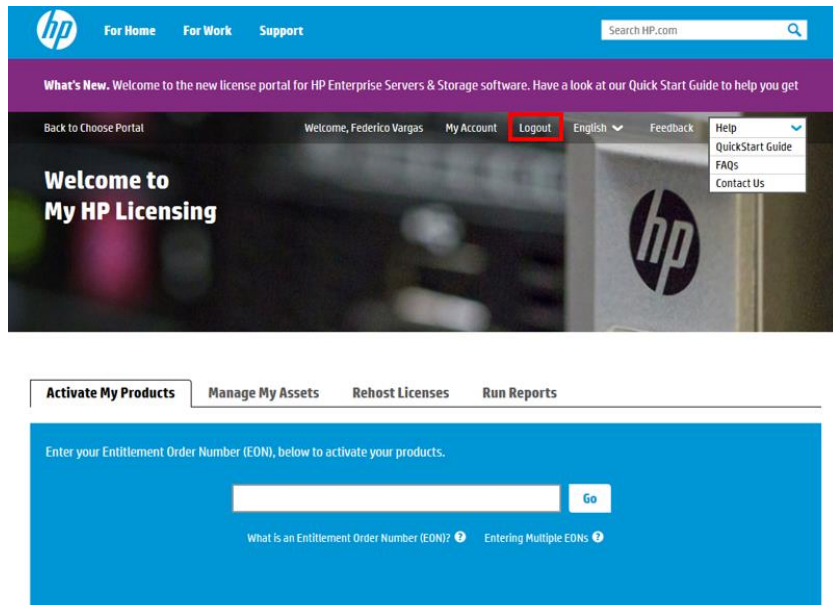 hp
For Home For Work Support
Search HP.com
What's New. Welcome to the new license portal for HP Enterprise Servers & Storage software. Have a look at our Quick Start Guide to help you get
Back to Choose Portal Welcome, Federico Vargas My Account Logout English Feedback Help
QuickStart Guide
FAQs
Contact Us
Welcome to
My HP Licensing
hp
Activate My Products Manage My Assets Rehost Licenses Run Reports
Enter your Entitlement Order Number (EON), below to activate your products.
Go
What is an Entitlement Order Number (EON)? ? Entering Multiple EONs ?